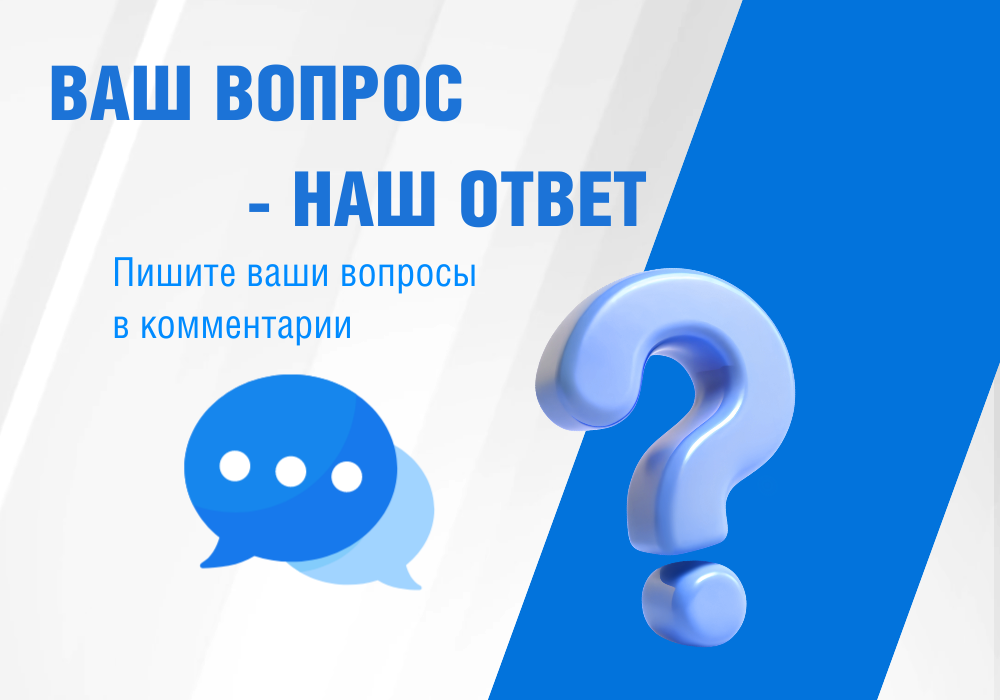 ВАШ ВОПРОС
- НАШ ОТВЕТ
Пишите ваши вопросы
в комментарии